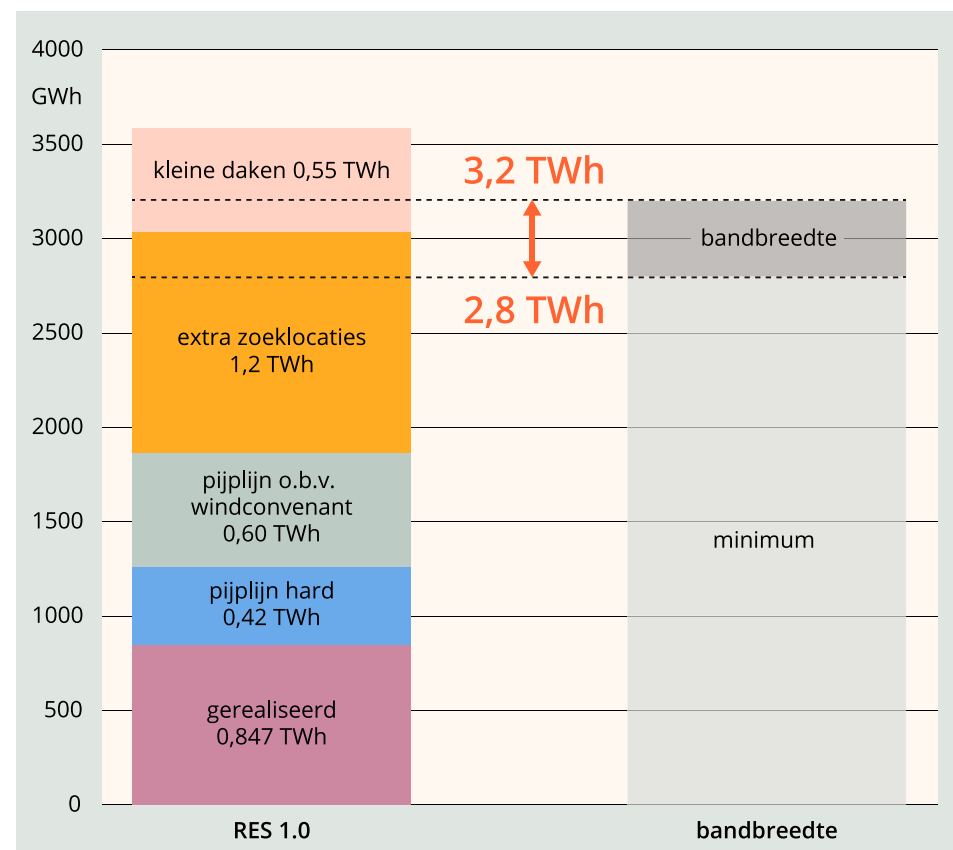 4000
GWh
3500
3000
2500
2000
1500
1000
500
0
kleine daken 0,55 TWh
extra zoeklocaties
1,2 TWh
pijplijn o.b.v.
windconvenant
0,60 TWh
pijplijn hard
0,42 TWh
gerealiseerd
0,847 TWh
3,2 TWh
2,8 TWh
bandbreedte
minimum
RES 1.0
bandbreedte